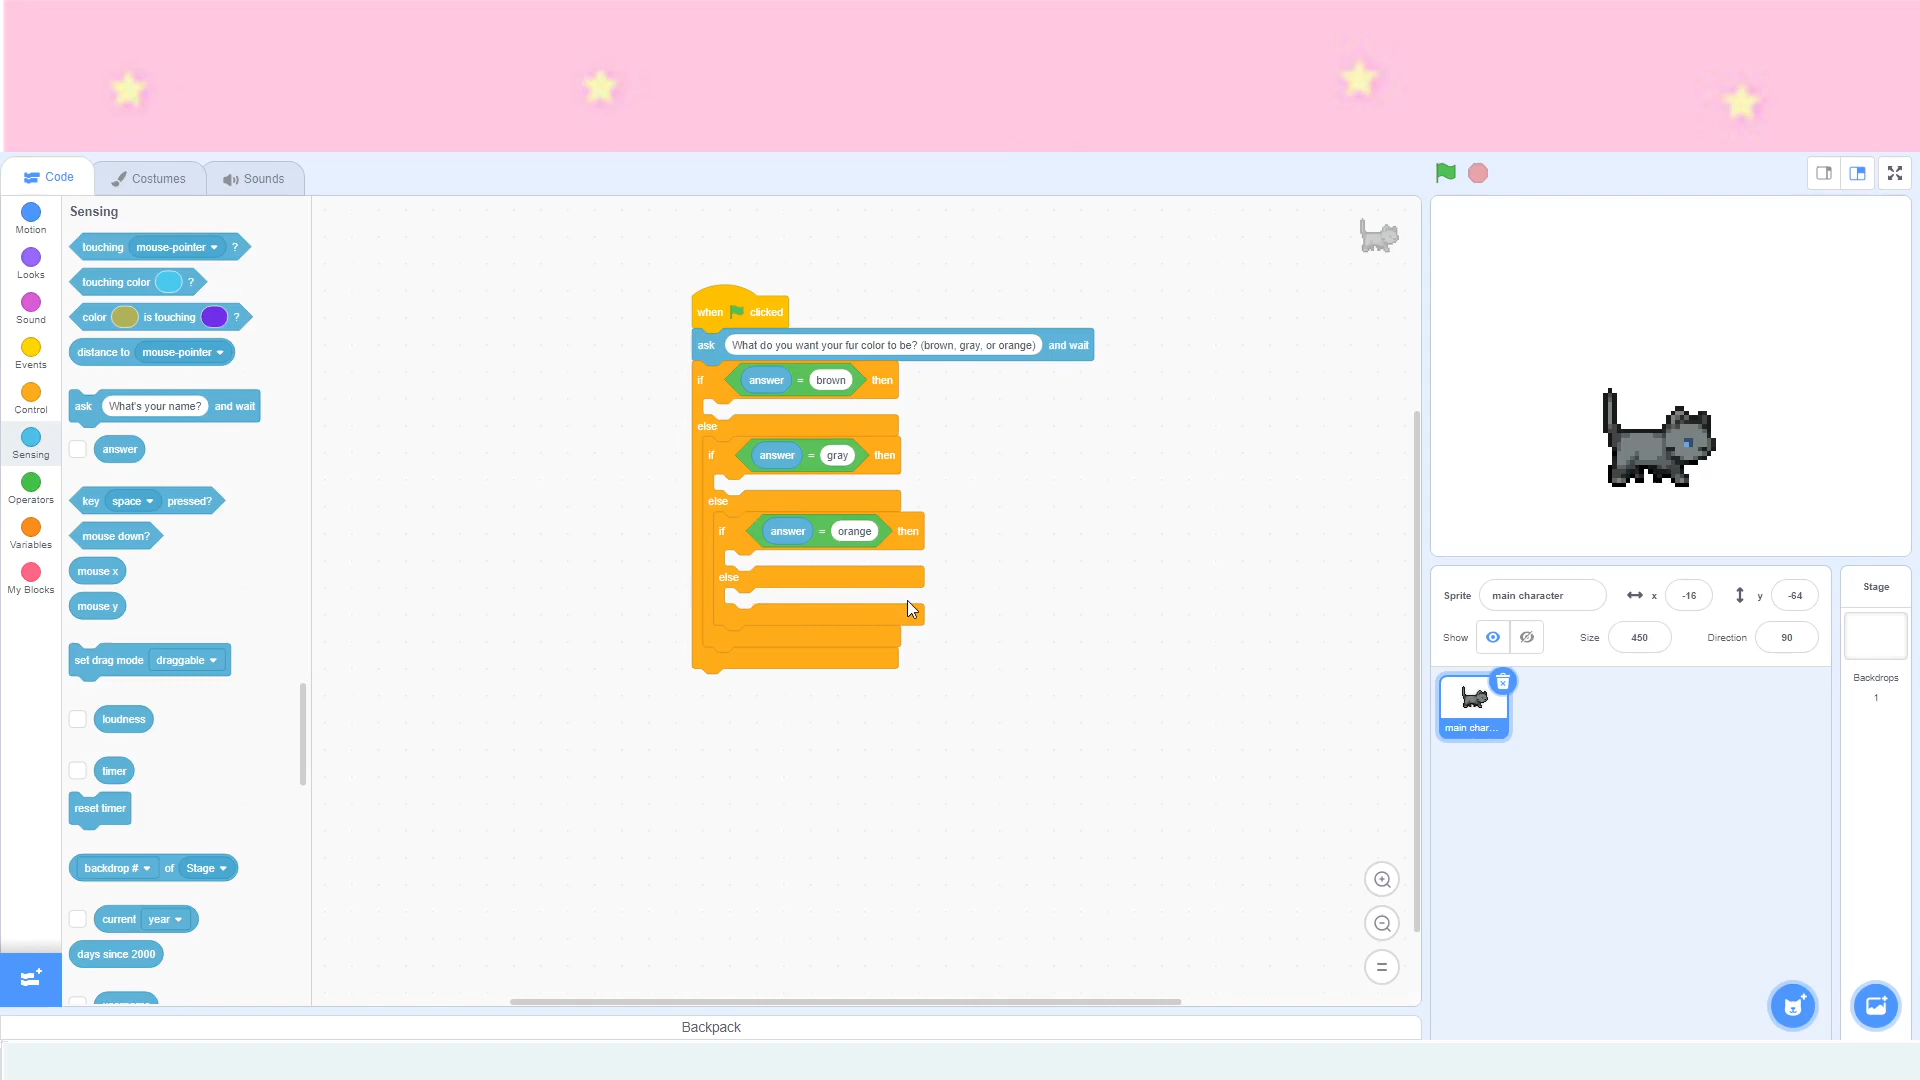 Code
Costumes
Sounds
Motion
Looks
Sound
Events
Control
Sensing
Operators
Variables
My Blocks
Sensing
touching mouse-pointer ?
touching color ?
color is touching ?
distance to mouse-pointer
ask What's your name? and wait
answer
key space pressed?
mouse down?
mouse x
mouse y
set drag mode draggable
loudness
timer
reset timer
backdrop # of Stage
current year
days since 2000
when clicked
ask What do you want your fur color to be? (brown, gray, or orange) and wait
if answer = brown then
else
if answer = gray then
else
if answer = orange then
else
Backpack
Sprite main character x -16 y -64
Show Size 450 Direction 90
main char...
Stage
Backdrops
1